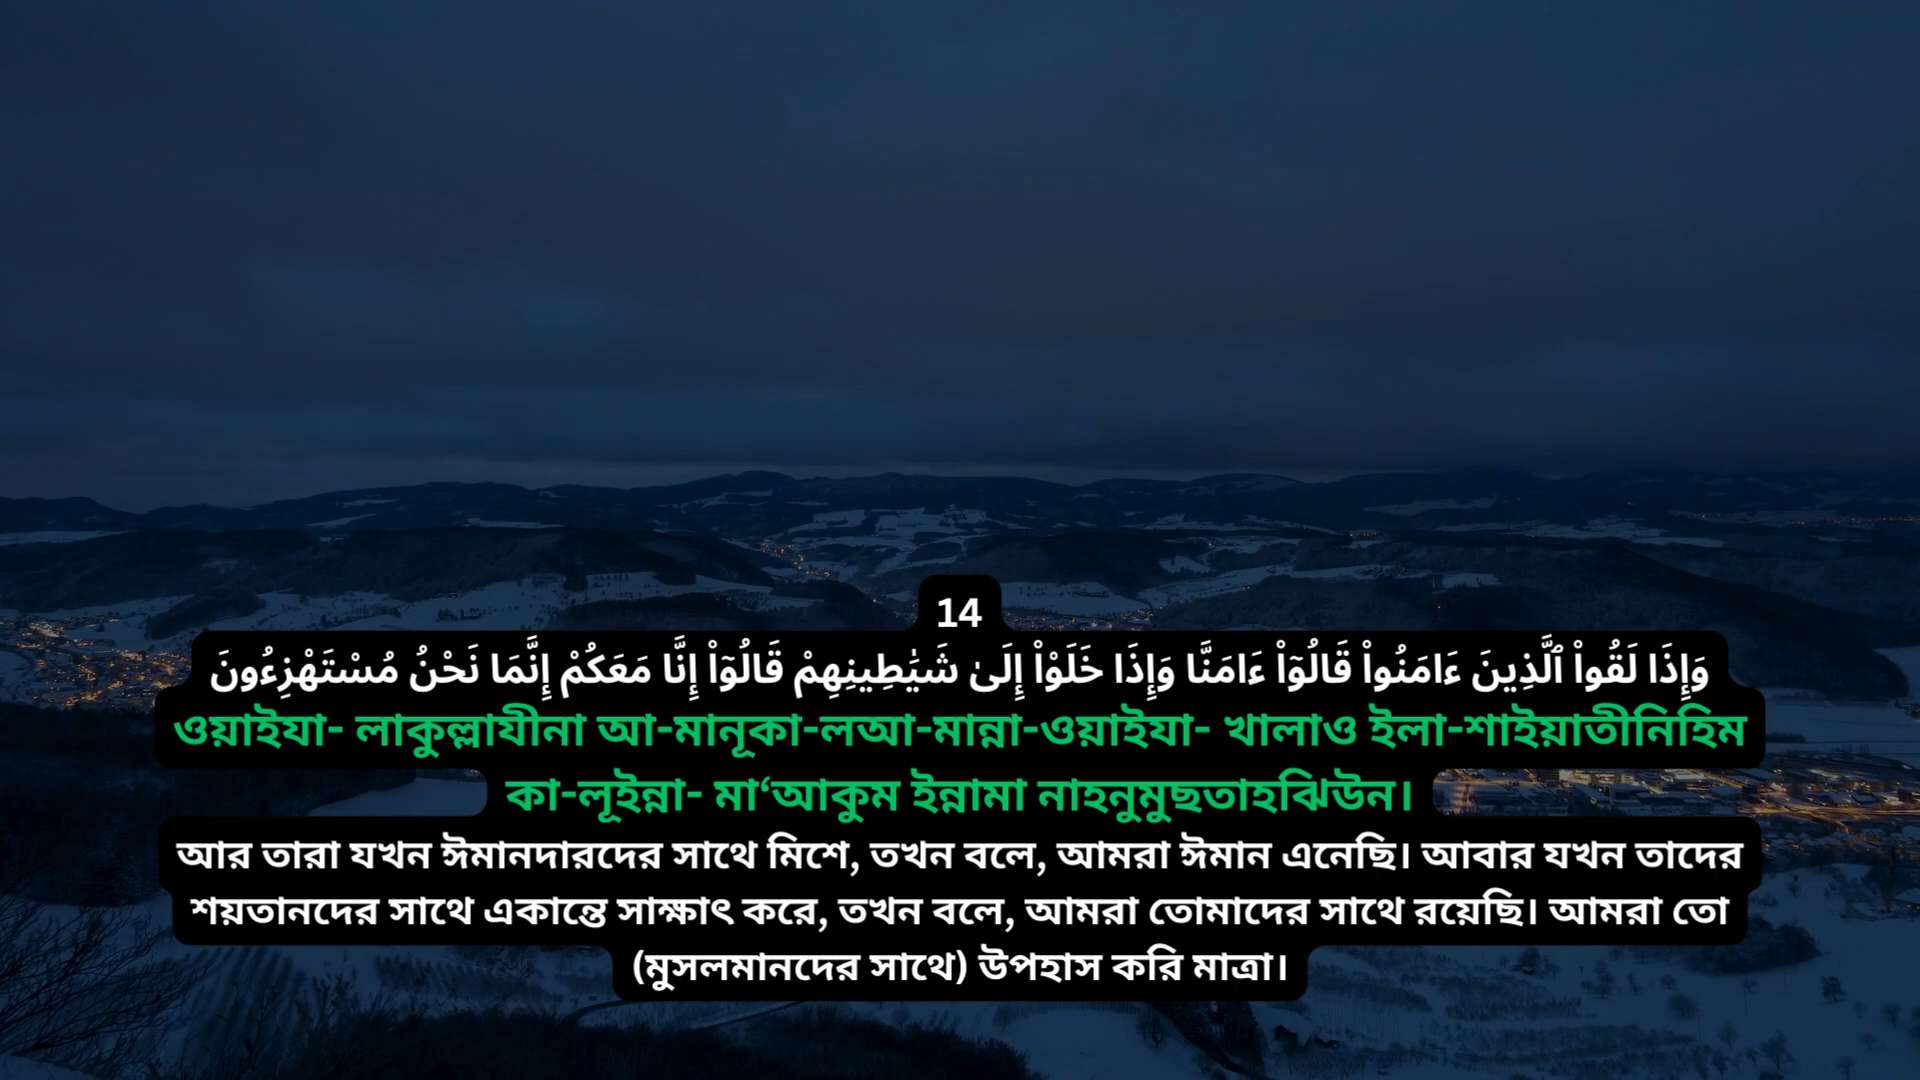 14
وَإِذَا لَقُوا۟ ٱلَّذِينَ ءَامَنُوا۟ قَالُوٓا۟ ءَامَنَّا وَإِذَا خَلَوْا۟ إِلَىٰ شَيَٰطِينِهِمْ قَالُوٓا۟ إِنَّا مَعَكُمْ إِنَّمَا نَحْنُ مُسْتَهْزِءُونَ
ওয়াইযা- লাকুল্লাযীনা আ-মানূকা-লআ-মান্না-ওয়াইযা- খালাও ইলা-শাইয়াতীনিহিম
কা-লূইন্না- মা‘আকুম ইন্নামা নাহনুমুছতাহঝিউন।
আর তারা যখন ঈমানদারদের সাথে মিশে, তখন বলে, আমরা ঈমান এনেছি। আবার যখন তাদের
শয়তানদের সাথে একান্তে সাক্ষাৎ করে, তখন বলে, আমরা তোমাদের সাথে রয়েছি। আমরা তো
(মুসলমানদের সাথে) উপহাস করি মাত্রা।